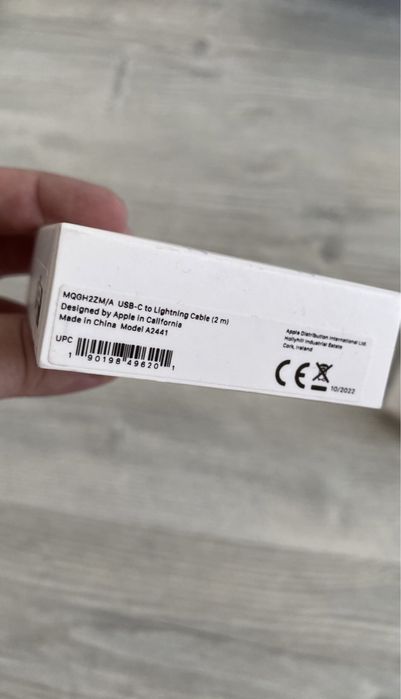 MQGH2ZM/A USB-C to Lightning Cable (2 m)
Designed by Apple in California
Made in China Model A2441
UPC
1 90198 49620 1
Apple Distribution International Ltd.
Hollyhill Industrial Estate
Cork, Ireland
CE
10/2022